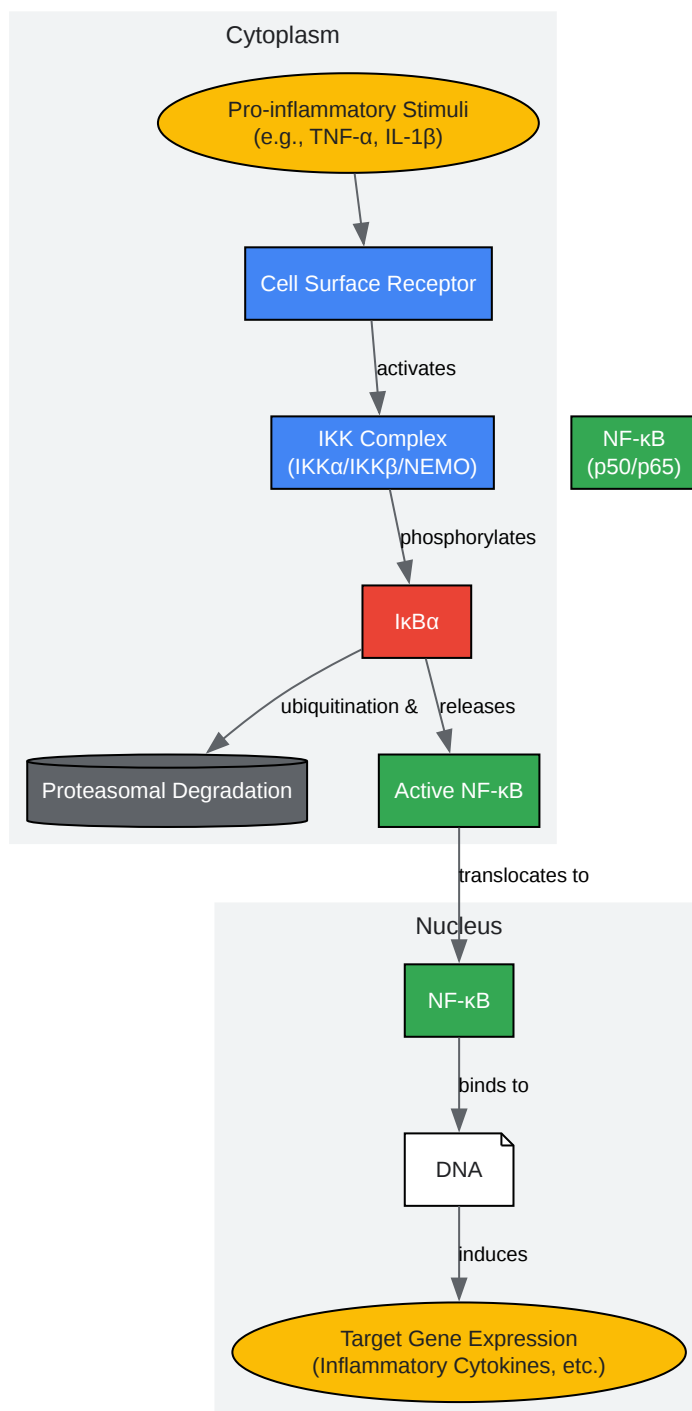 Cytoplasm
Pro-inflammatory Stimuli
(e.g., TNF-α, IL-1β)
Cell Surface Receptor
activates
IKK Complex
(IKKα/IKKβ/NEMO)
NF-κB
(p50/p65)
phosphorylates
IκBα
ubiquitination &
releases
Proteasomal Degradation
Active NF-κB
translocates to
Nucleus
NF-κB
binds to
DNA
induces
Target Gene Expression
(Inflammatory Cytokines, etc.)